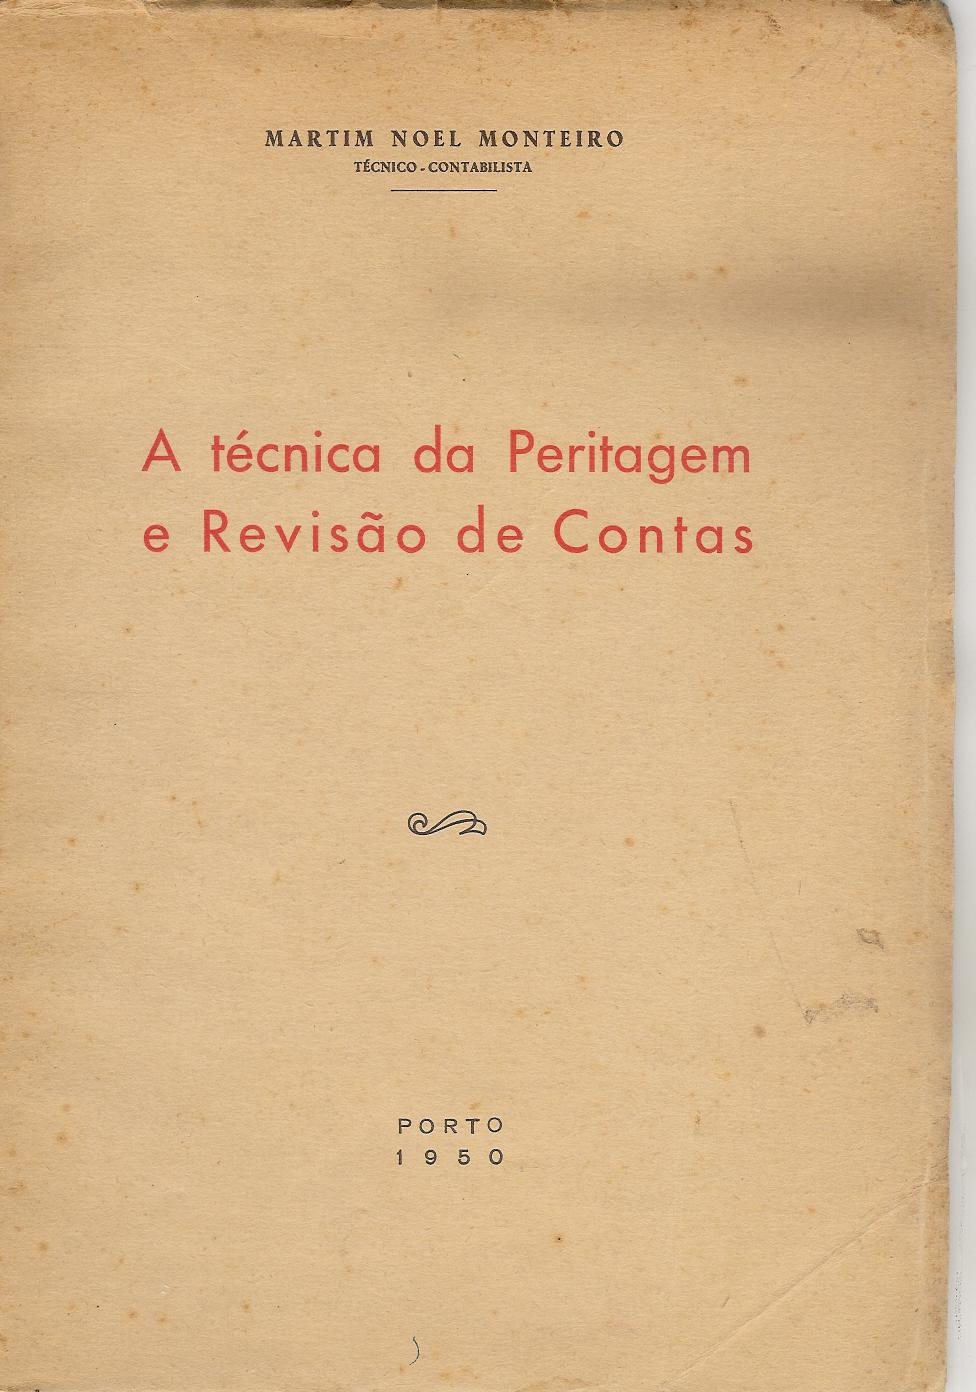 MARTIM NOEL MONTEIRO
TÉCNICO-CONTABILISTA
A técnica da Peritagem
e Revisão de Contas
PORTO
1950